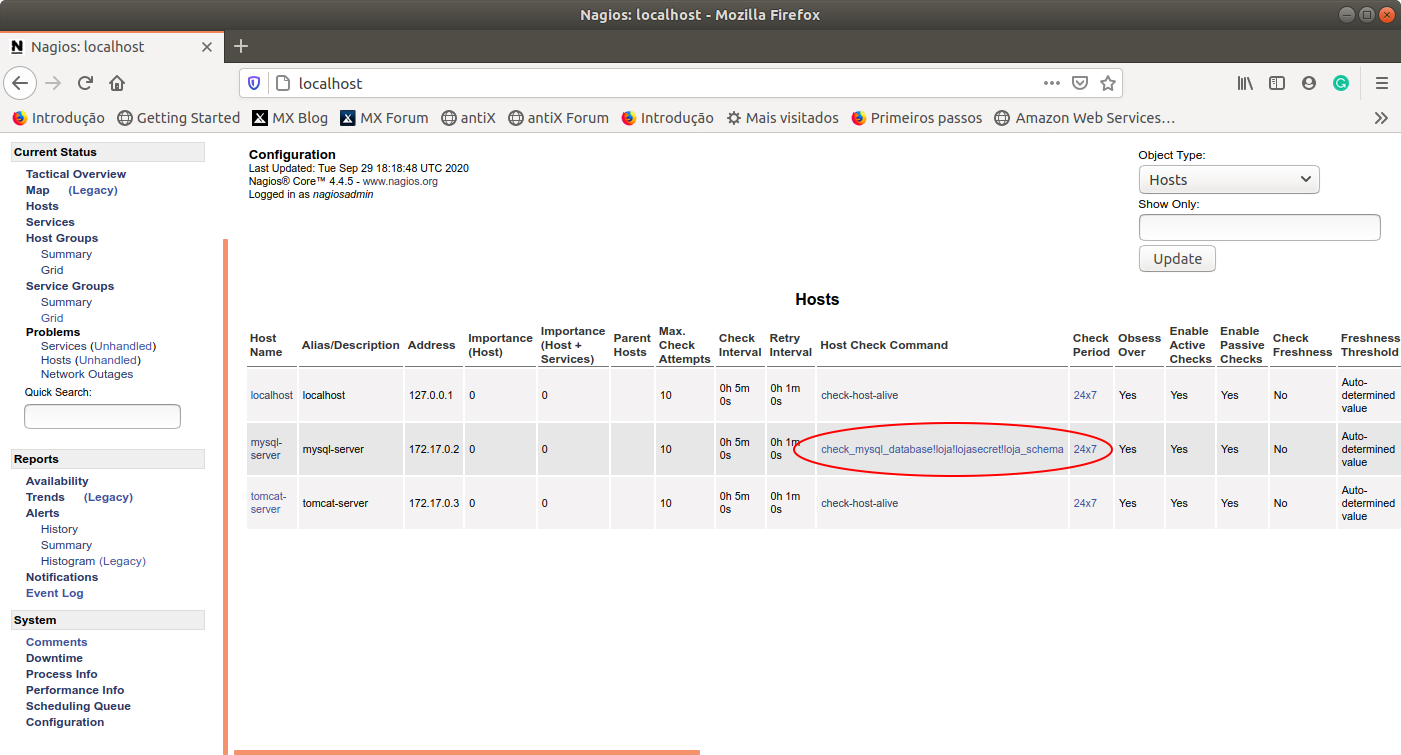 Nagios: localhost - Mozilla Firefox
Nagios: localhost
localhost
Introdução Getting Started MX Blog MX Forum antiX antiX Forum Introdução Mais visitados Primeiros passos Amazon Web Services…
Current Status
Tactical Overview
Map (Legacy)
Hosts
Services
Host Groups
Summary
Grid
Service Groups
Summary
Grid
Problems
Services (Unhandled)
Hosts (Unhandled)
Network Outages
Quick Search:
Reports
Availability
Trends (Legacy)
Alerts
History
Summary
Histogram (Legacy)
Notifications
Event Log
System
Comments
Downtime
Process Info
Performance Info
Scheduling Queue
Configuration
Configuration
Last Updated: Tue Sep 29 18:18:48 UTC 2020
Nagios® Core™ 4.4.5 - www.nagios.org
Logged in as nagiosadmin
Object Type:
Hosts
Show Only:
Update
Hosts
Host Name Alias/Description Address Importance (Host) Importance (Host + Services) Parent Hosts Max. Check Attempts Check Interval Retry Interval Host Check Command Check Period Obsess Over Enable Active Checks Enable Passive Checks Check Freshness Freshness Threshold
localhost localhost 127.0.0.1 0 0 10 0h 5m 0s 0h 1m 0s check-host-alive 24x7 Yes Yes Yes No Auto-determined value
mysql-server mysql-server 172.17.0.2 0 0 10 0h 5m 0s 0h 1m 0s check_mysql_database!loja!lojasecret!loja_schema 24x7 Yes Yes Yes No Auto-determined value
tomcat-server tomcat-server 172.17.0.3 0 0 10 0h 5m 0s 0h 1m 0s check-host-alive 24x7 Yes Yes Yes No Auto-determined value